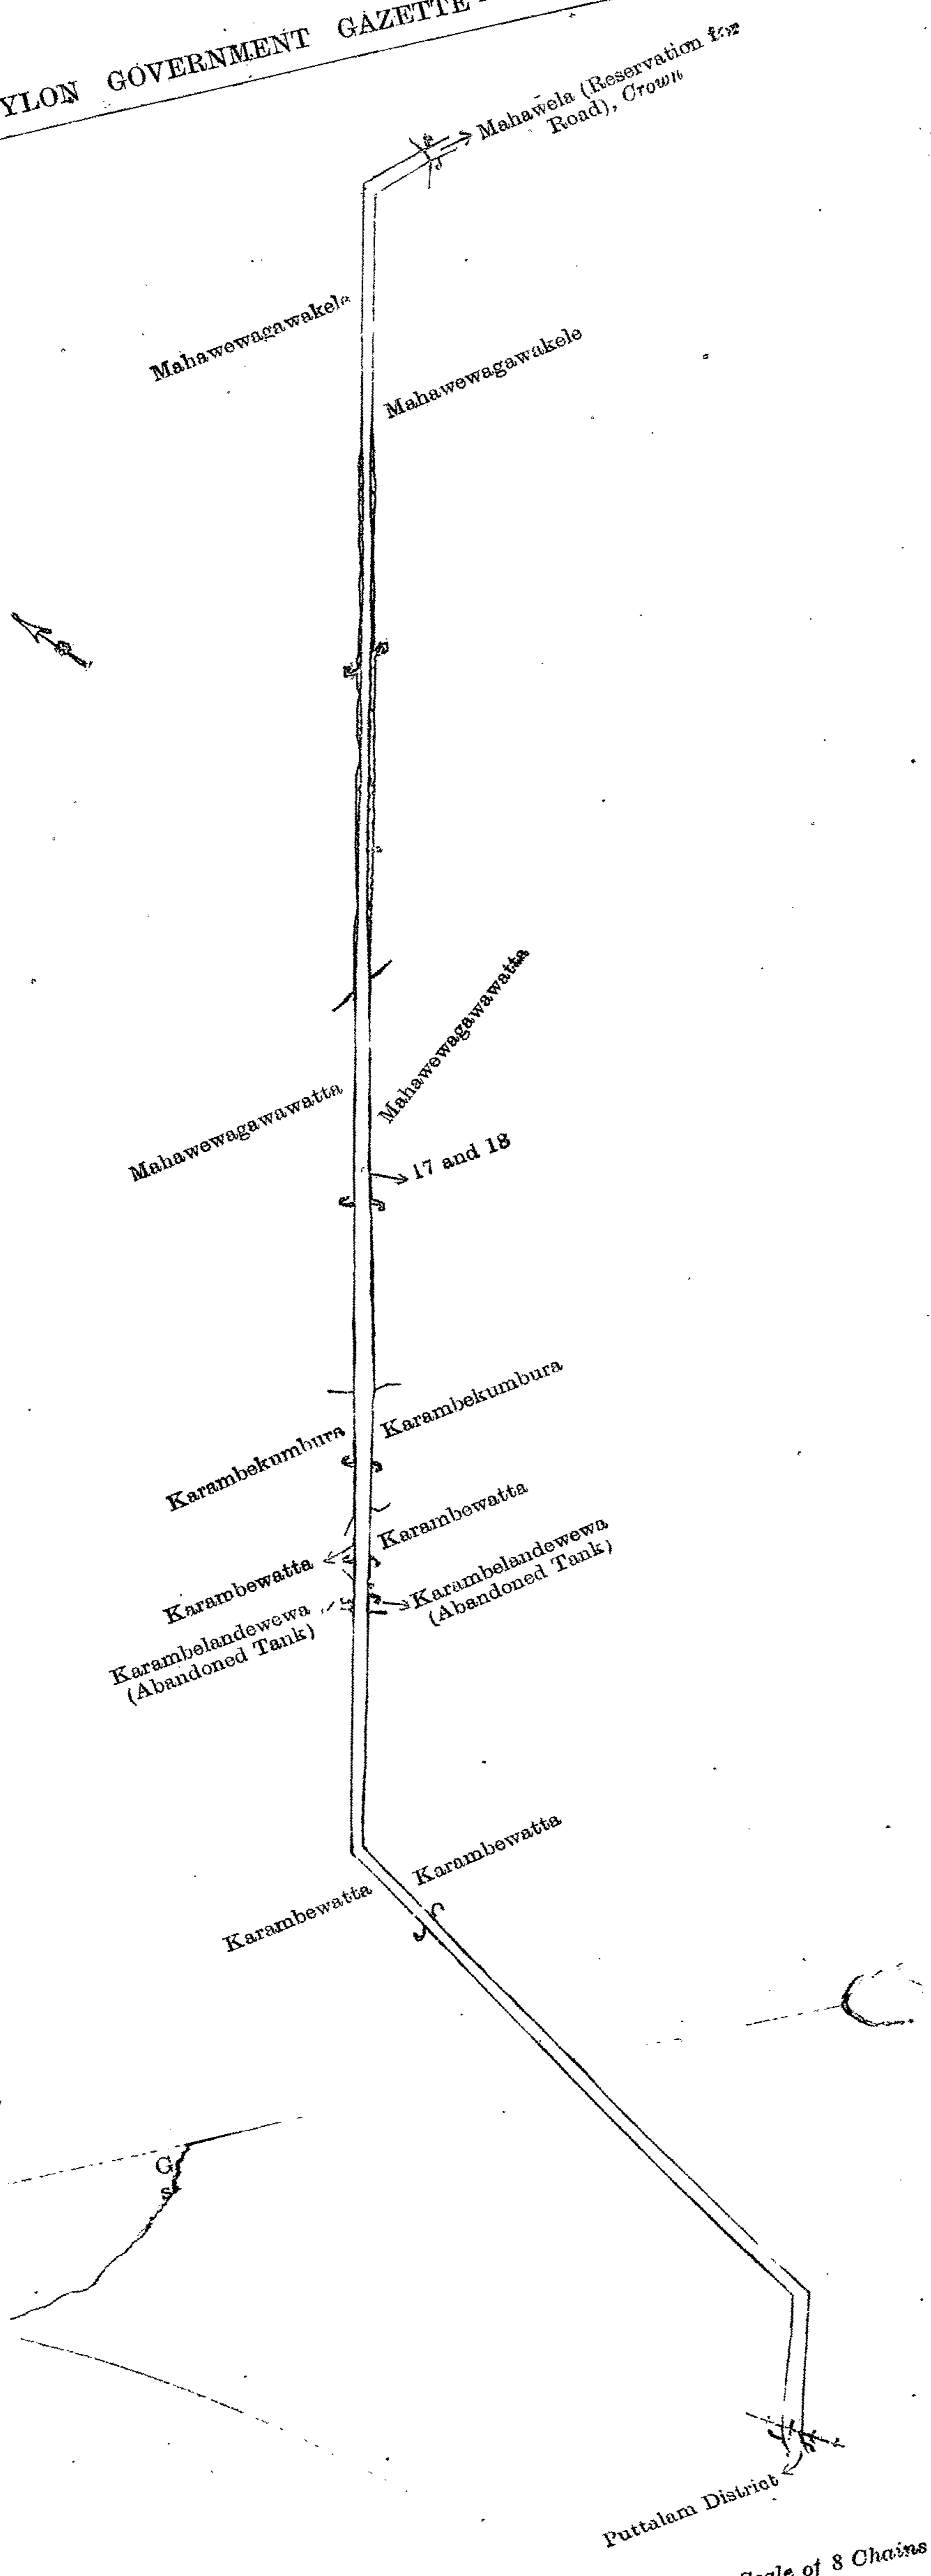 YLON GOVERNMENT GAZETTE
Mahawela (Reservation for
Road), Crown
Mahawewagawakele
Mahawewagawakele
Mahawewagawawatta
Mahawewagawawatta
17 and 18
Karambekumbura
Karambekumbura
Karambewatta
Karambewatta
Karambelandewewa
(Abandoned Tank)
Karambelandewewa
(Abandoned Tank)
Karambewatta
Karambewatta
G
S
Puttalam District
Scale of 8 Chains